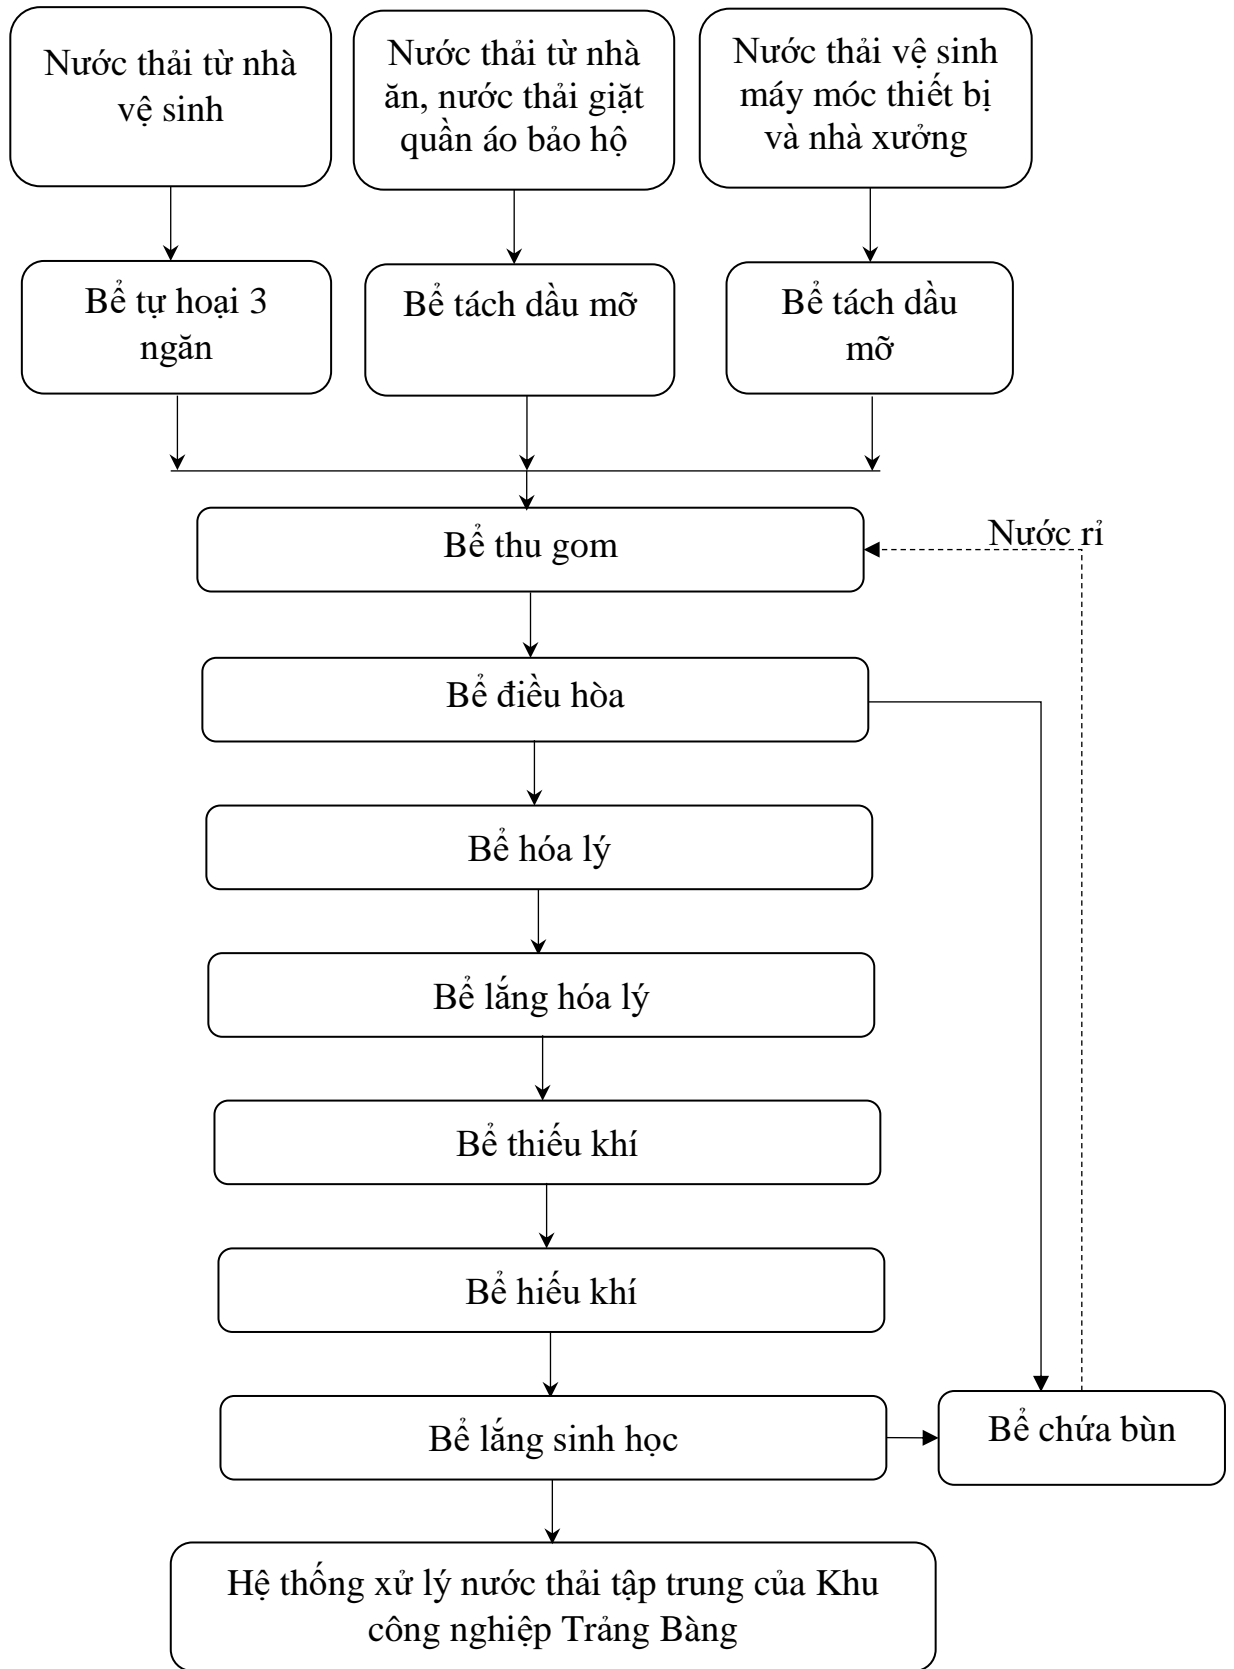 Nước thải từ nhà
vệ sinh
Nước thải từ nhà
ăn, nước thải giặt
quần áo bảo hộ
Nước thải vệ sinh
máy móc thiết bị
và nhà xưởng
Bể tự hoại 3
ngăn
Bể tách dầu mỡ
Bể tách dầu
mỡ
Bể thu gom
Nước rỉ
Bể điều hòa
Bể hóa lý
Bể lắng hóa lý
Bể thiếu khí
Bể hiếu khí
Bể lắng sinh học
Bể chứa bùn
Hệ thống xử lý nước thải tập trung của Khu
công nghiệp Trảng Bàng